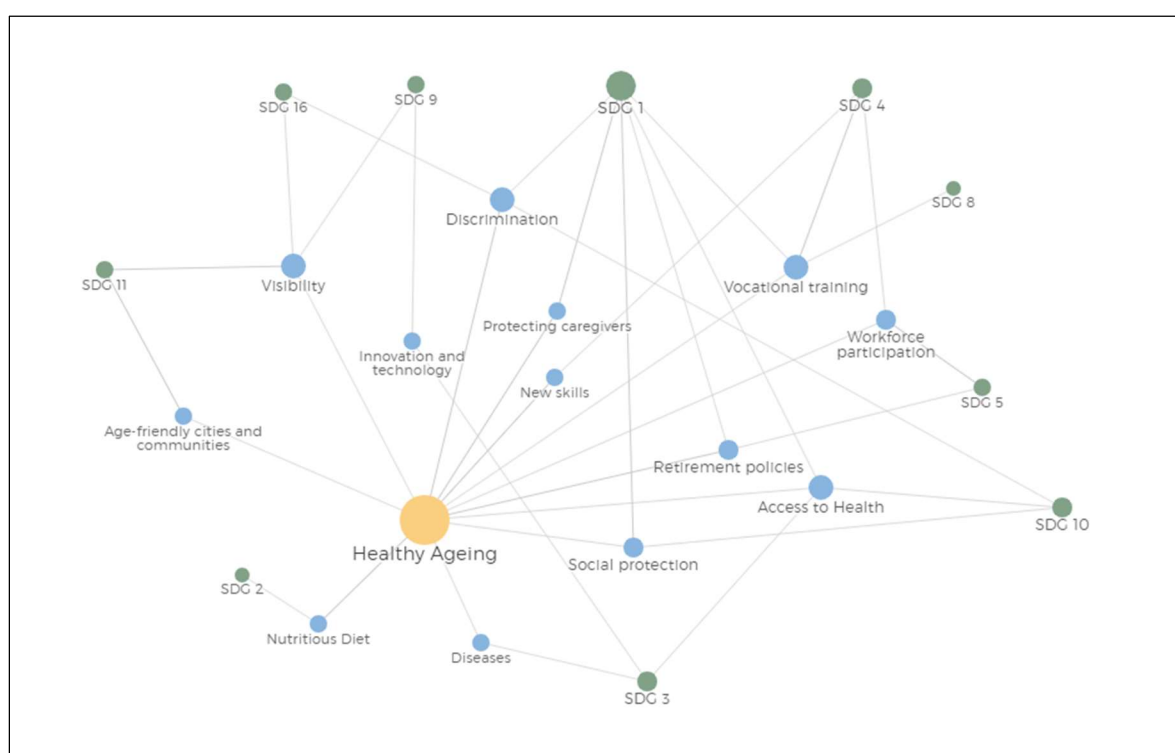 SDG 16
SDG 9
SDG 1
SDG 4
SDG 8
Discrimination
SDG 11
Visibility
Vocational training
Protecting caregivers
Innovation and
technology
Workforce
participation
New skills
SDG 5
Age-friendly cities and
communities
Retirement policies
Access to Health
SDG 10
Healthy Ageing
Social protection
SDG 2
Nutritious Diet
Diseases
SDG 3